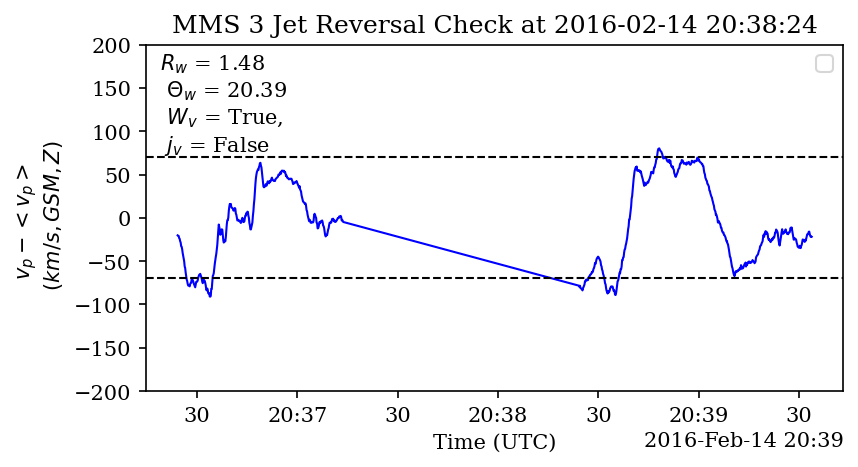 MMS 3 Jet Reversal Check at 2016-02-14 20:38:24
R_w = 1.48
Θ_w = 20.39
W_v = True,
j_v = False
v_p − < v_p >
(km/s, GSM, Z)
200
150
100
50
0
−50
−100
−150
−200
30 20:37 30 20:38 30 20:39 30
Time (UTC)
2016-Feb-14 20:39